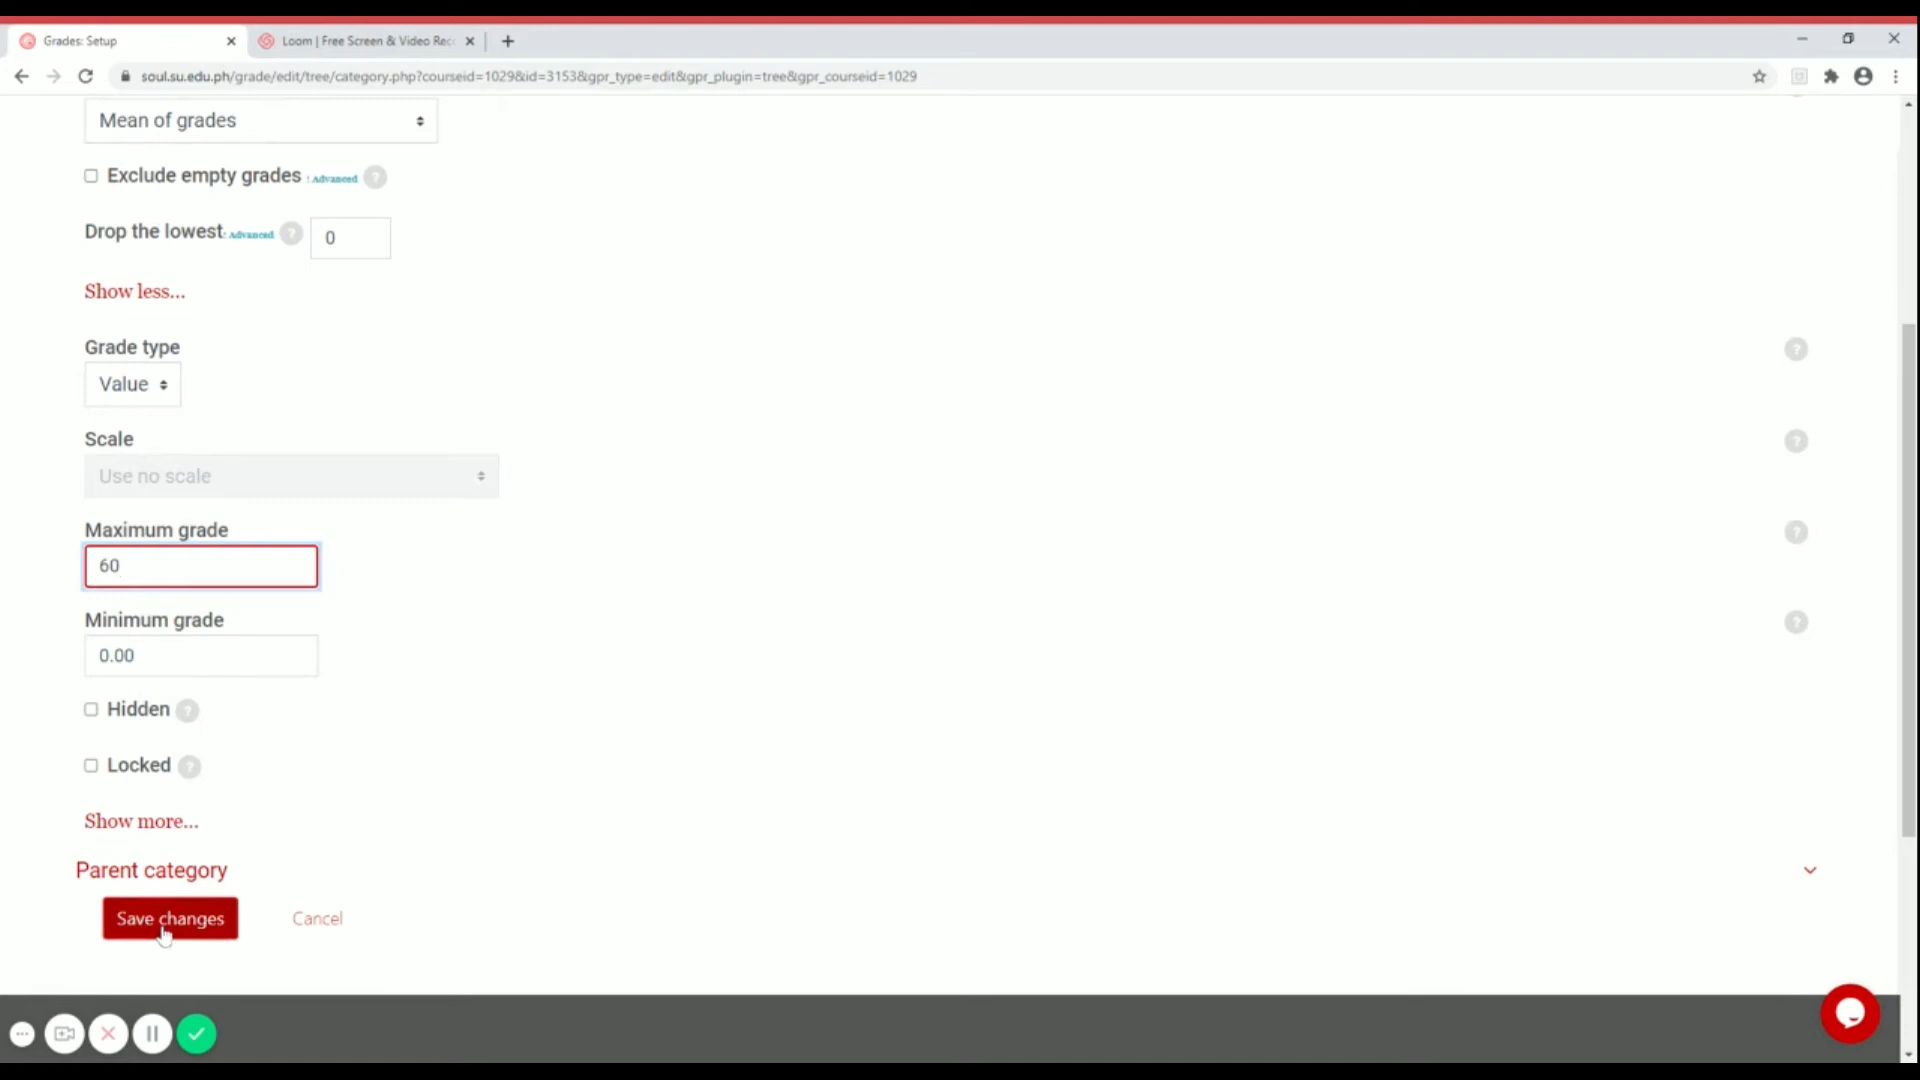 Grades: Setup
Loom | Free Screen & Video Rec
soul.su.edu.ph/grade/edit/tree/category.php?courseid=1029&id=3153&gpr_type=edit&gpr_plugin=tree&gpr_courseid=1029
Mean of grades
Exclude empty grades : Advanced ?
Drop the lowest : Advanced ? 0
Show less...
Grade type ?
Value
Scale ?
Use no scale
Maximum grade ?
60
Minimum grade ?
0.00
Hidden ?
Locked ?
Show more...
Parent category
Save changes Cancel